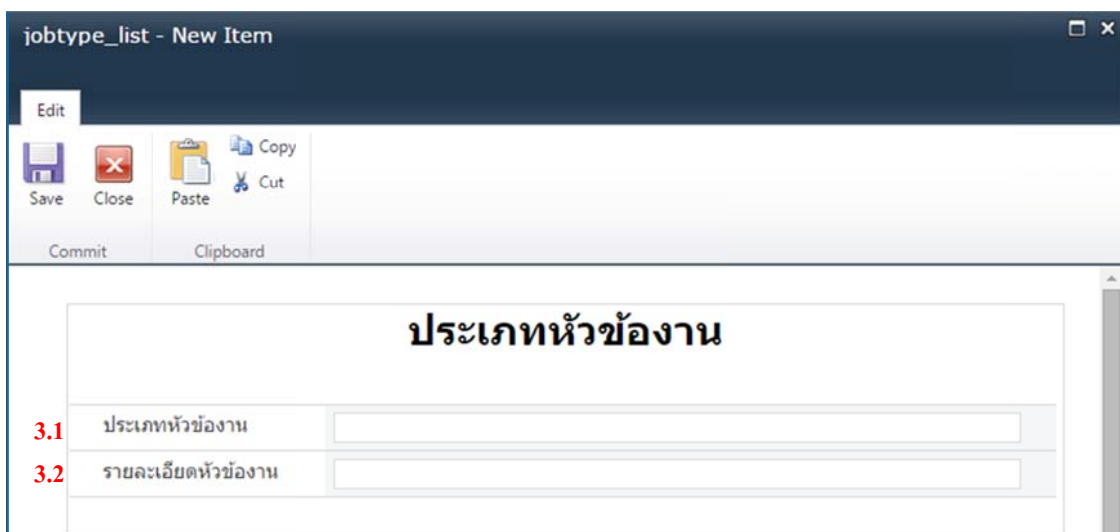 jobtype_list - New Item
Edit
Save
Close
Paste
Copy
Cut
Commit
Clipboard
ประเภทหัวข้องาน
3.1 ประเภทหัวข้องาน
3.2 รายละเอียดหัวข้องาน